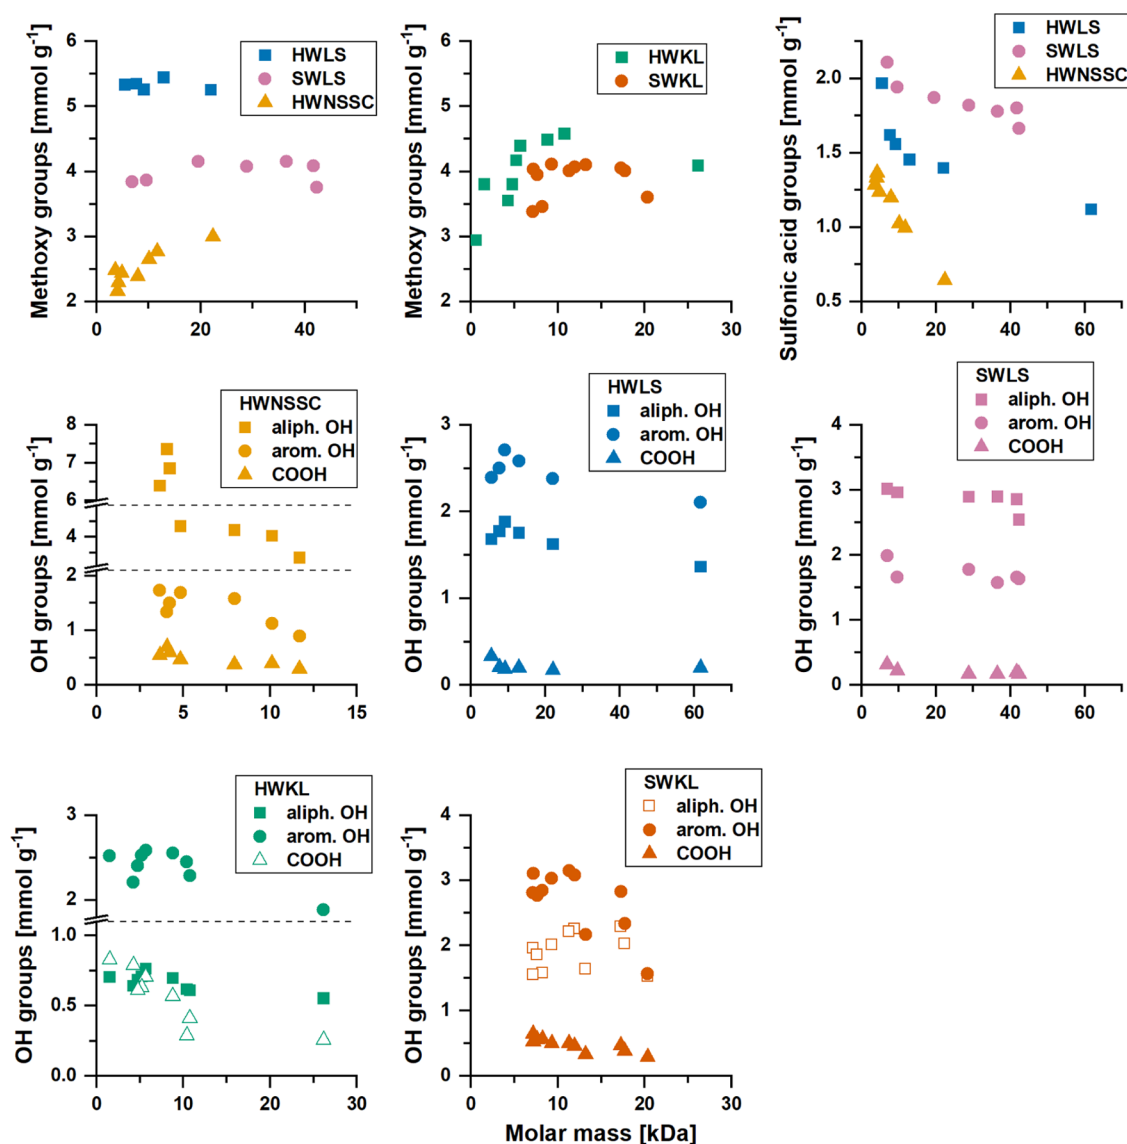 HWLS
SWLS
HWNSSC
Methoxy groups [mmol g⁻¹]
6
5
4
3
2
0
20
40
HWKL
SWKL
Methoxy groups [mmol g⁻¹]
6
5
4
3
2
0
10
20
30
HWLS
SWLS
HWNSSC
Sulfonic acid groups [mmol g⁻¹]
2.0
1.5
1.0
0.5
0
20
40
60
HWNSSC
aliph. OH
arom. OH
COOH
OH groups [mmol g⁻¹]
8
7
6
4
2
1
0
0
5
10
15
HWLS
aliph. OH
arom. OH
COOH
OH groups [mmol g⁻¹]
3
2
1
0
0
20
40
60
SWLS
aliph. OH
arom. OH
COOH
OH groups [mmol g⁻¹]
4
3
2
1
0
0
20
40
60
HWKL
aliph. OH
arom. OH
COOH
OH groups [mmol g⁻¹]
3
2
1.0
0.5
0.0
0
10
20
30
SWKL
aliph. OH
arom. OH
COOH
OH groups [mmol g⁻¹]
4
3
2
1
0
0
10
20
30
Molar mass [kDa]